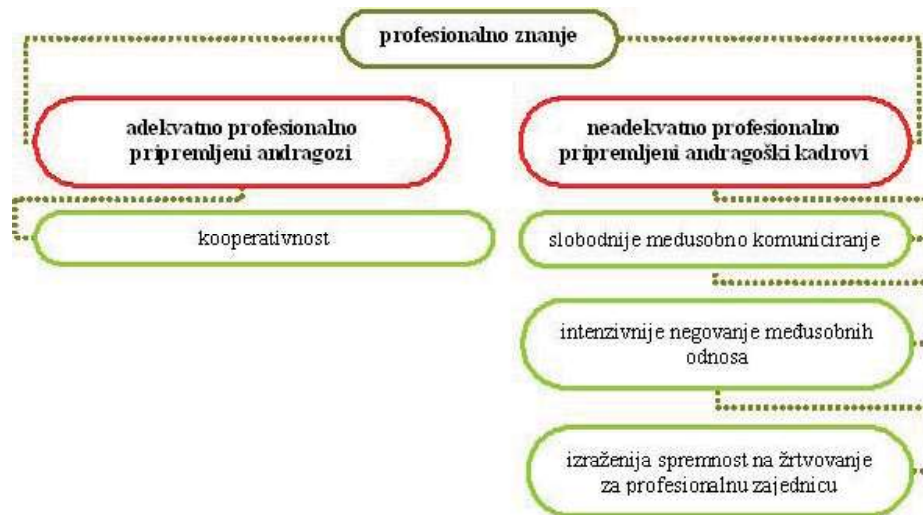 profesionalno znanje
adekvatno profesionalno
pripremljeni andragozi
kooperativnost
neadekvatno profesionalno
pripremljeni andragoški kadrovi
slobodnije međusobno komuniciranje
intenzivnije negovanje međusobnih
odnosa
izraženija spremnost na žrtvovanje
za profesionalnu zajednicu